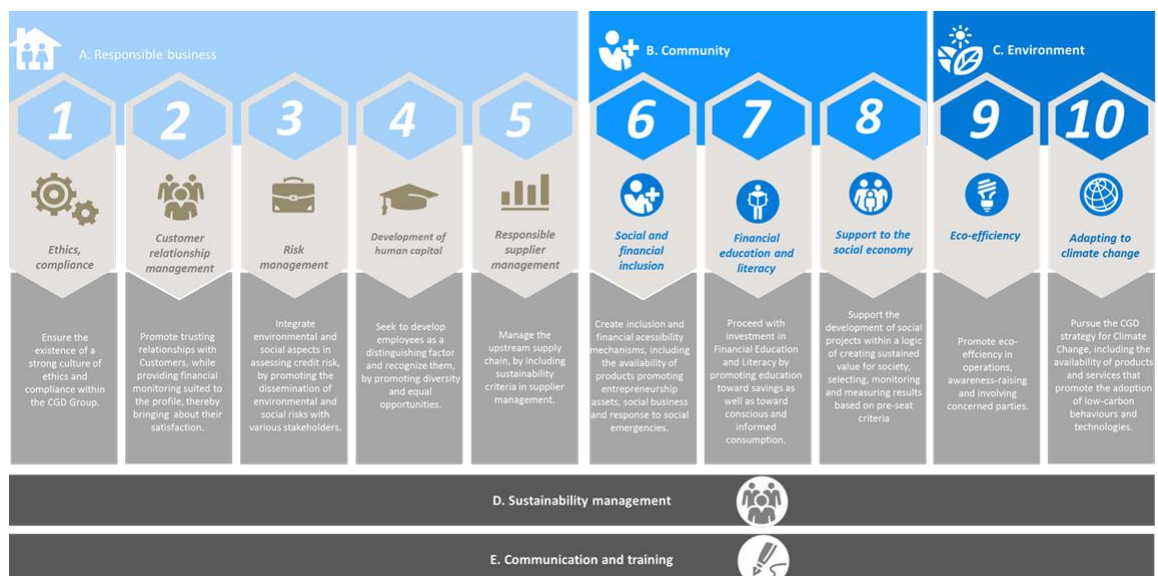 A. Responsible business
B. Community
C. Environment
1
2
3
4
5
6
7
8
9
10
Ethics,
compliance
Customer
relationship
management
Risk
management
Development of
human capital
Responsible
supplier
management
Social and
financial
inclusion
Financial
education and
literacy
Support to the
social economy
Eco-efficiency
Adapting to
climate change
Ensure the
existence of a
strong culture of
ethics and
compliance within
the CGD Group.
Promote trusting
relationships with
Customers, while
providing financial
monitoring suited to
the profile, thereby
bringing about their
satisfaction.
Integrate
environmental and
social aspects in
assessing credit risk,
by promoting the
dissemination of
environmental and
social risks with
various stakeholders.
Seek to develop
employees as a
distinguishing factor
and recognize them,
by promoting diversity
and equal
opportunities.
Manage the
upstream supply
chain, by including
sustainability
criteria in supplier
management.
Create inclusion and
financial acessibility
mechanisms, including
the availability of
products promoting
entrepreneurship
assets, social business
and response to social
emergencies.
Proceed with
investment in
Financial Education
and Literacy by
promoting education
toward savings as
well as toward
conscious and
informed
consumption.
Support the
development of social
projects within a logic
of creating sustained
value for society,
selecting, monitoring
and measuring results
based on pre-seat
criteria
Promote eco-
effciency in
operations,
awareness-raising
and involving
concerned parties.
Pursue the CGD
strategy for Climate
Change, including the
availability of products
and services that
promote the adoption
of low-carbon
behaviours and
technologies.
D. Sustainability management
E. Communication and training